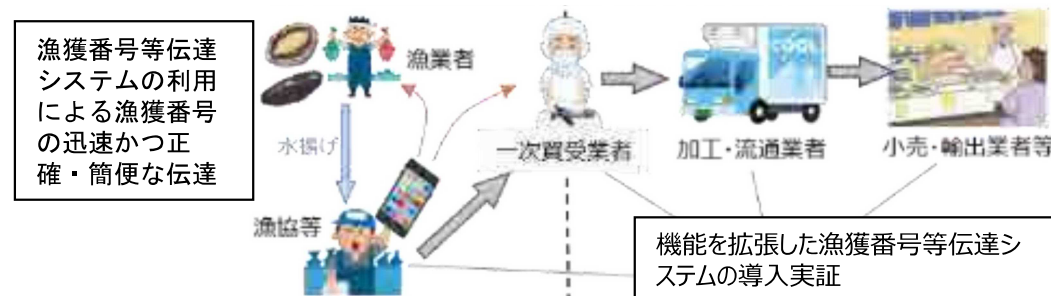 漁獲番号等伝達
システムの利用
による漁獲番号
の迅速かつ正
確・簡便な伝達
漁業者
水揚げ
漁協等
一次買受業者
加工・流通業者
小売・輸出業者等
COOL
機能を拡張した漁獲番号等伝達シ
ステムの導入実証